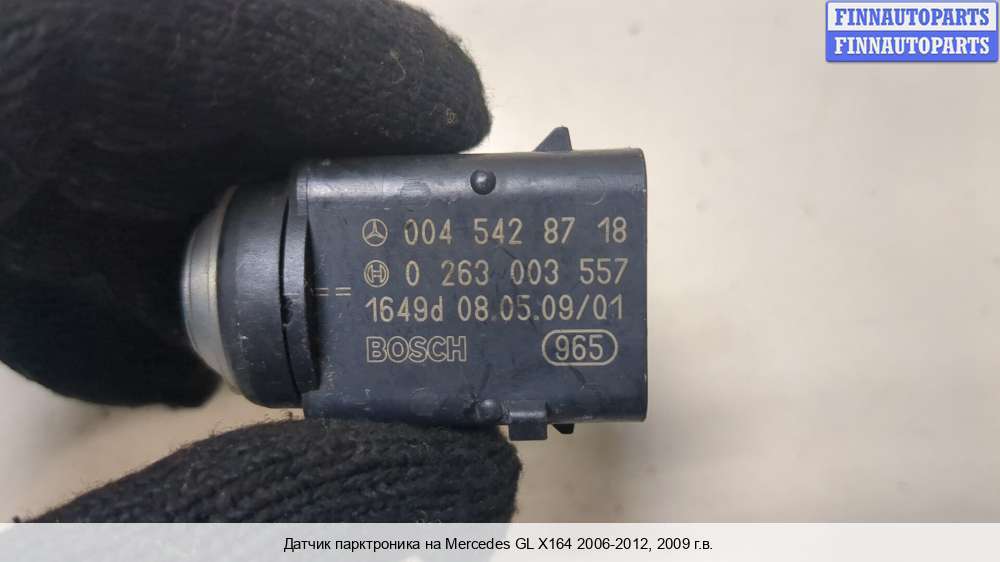 FINNAUTOPARTS
FINNAUTOPARTS
004 542 87 18
0 263 003 557
==
1649d 08.05.09/01
BOSCH 965
Датчик парктроника на Mercedes GL X164 2006-2012, 2009 г.в.